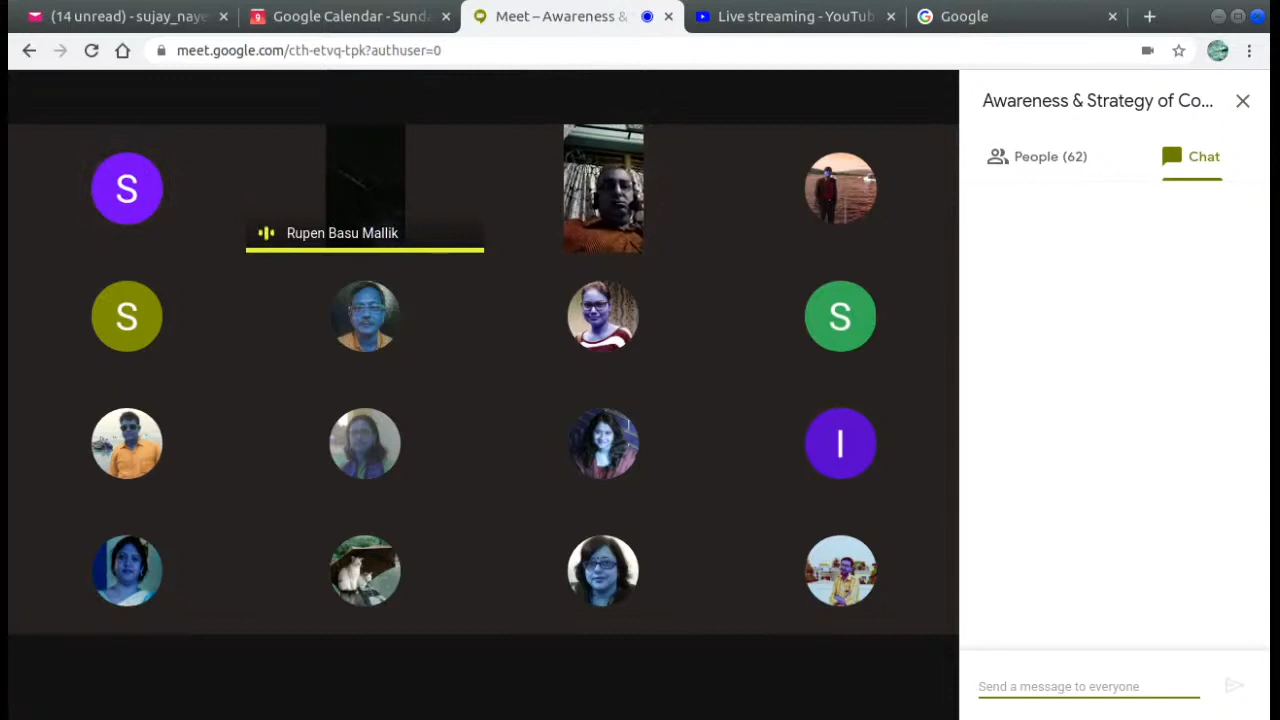 (14 unread) - sujay_naye
Google Calendar - Sunda
Meet – Awareness &
Live streaming - YouTub
Google
meet.google.com/cth-etvq-tpk?authuser=0
Awareness & Strategy of Co...
People (62)
Chat
S
Rupen Basu Mallik
S
S
I
Send a message to everyone